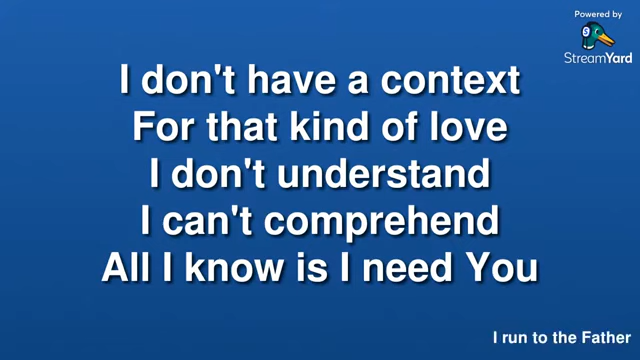 Powered by
StreamYard
I don't have a context
For that kind of love
I don't understand
I can't comprehend
All I know is I need You
I run to the Father